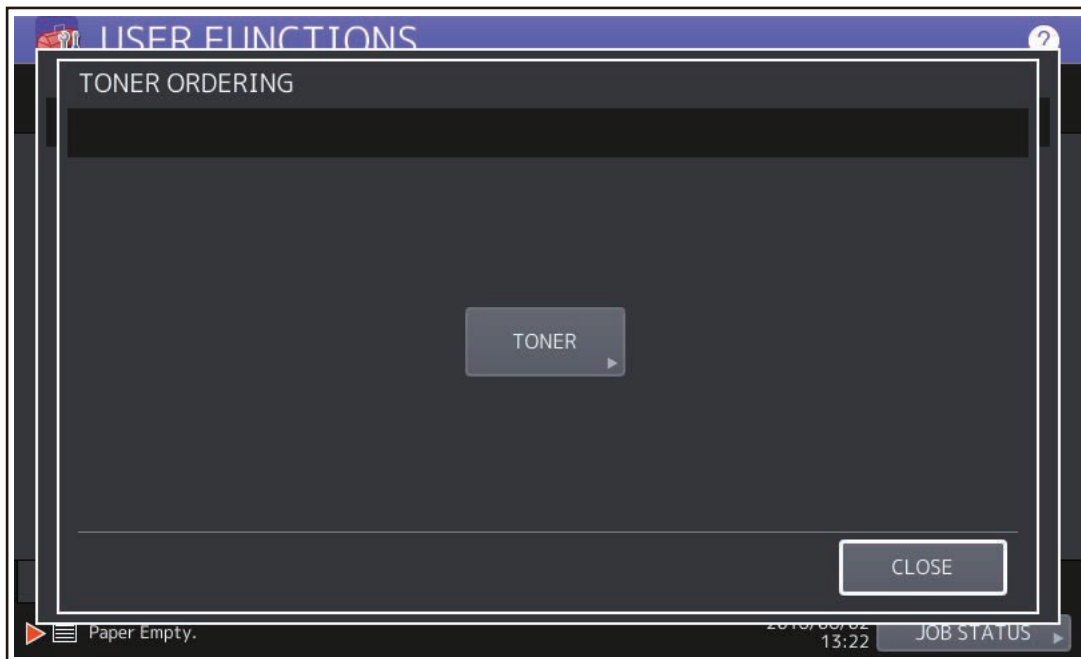 USER FUNCTIONS
?
TONER ORDERING
TONER
CLOSE
Paper Empty.
13:22
JOB STATUS